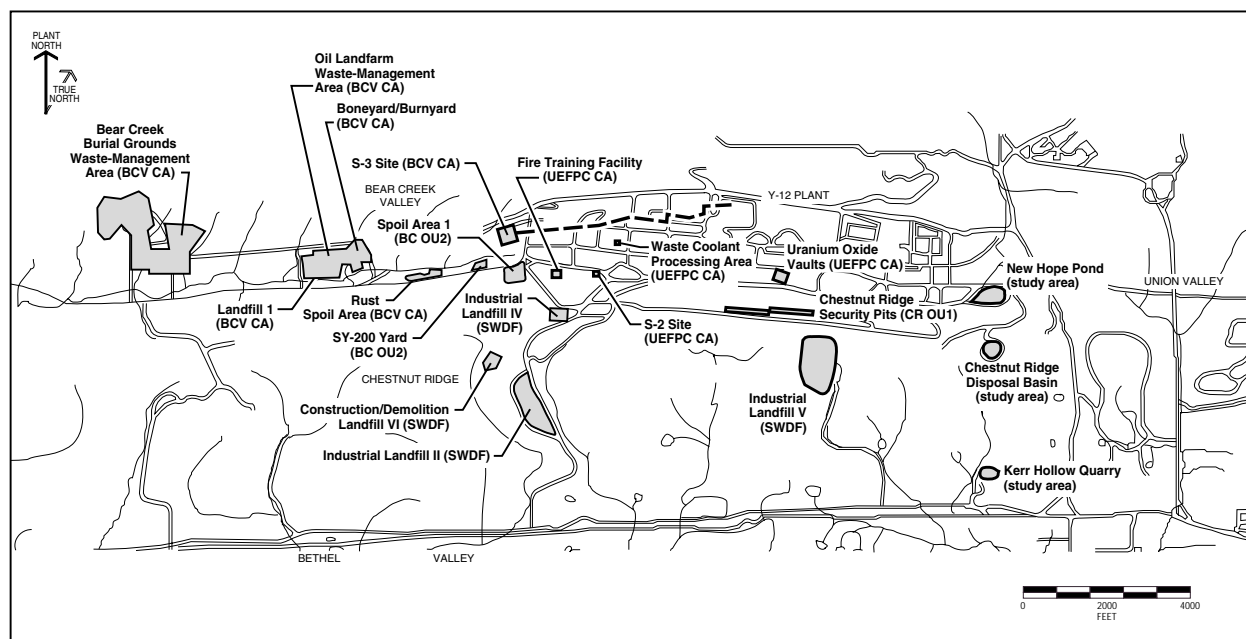 PLANT
NORTH
TRUE
NORTH
Oil Landfarm
Waste-Management
Area (BCV CA)
Boneyard/Burnyard
(BCV CA)
Bear Creek
Burial Grounds
Waste-Management
Area (BCV CA)
S-3 Site (BCV CA)
Fire Training Facility
(UEFPC CA)
BEAR CREEK
VALLEY
Y-12 PLANT
Spoil Area 1
(BC OU2)
Waste Coolant
Processing Area
(UEFPC CA)
Uranium Oxide
Vaults (UEFPC CA)
New Hope Pond
(study area)
UNION VALLEY
Landfill 1
(BCV CA)
Rust
Spoil Area (BCV CA)
Industrial
Landfill IV
(SWDF)
Chestnut Ridge
Security Pits (CR OU1)
SY-200 Yard
(BC OU2)
S-2 Site
(UEFPC CA)
CHESTNUT RIDGE
Chestnut Ridge
Disposal Basin
(study area)
Construction/Demolition
Landfill VI (SWDF)
Industrial
Landfill V
(SWDF)
Industrial Landfill II (SWDF)
Kerr Hollow Quarry
(study area)
BETHEL VALLEY
0 2000 4000
FEET